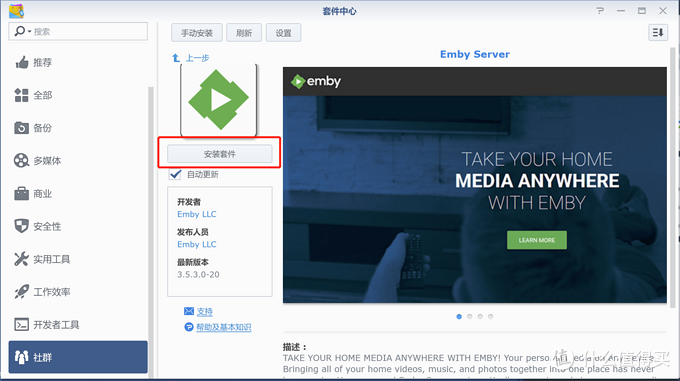 套件中心
搜索
手动安装
刷新
设置
推荐
全部
备份
多媒体
商业
安全性
实用工具
工作效率
开发者工具
社群
上一步
安装套件
自动更新
开发者
Emby LLC
发布人员
Emby LLC
最新版本
3.5.3.0-20
支持
帮助及基本知识
Emby Server
emby
TAKE YOUR HOME
MEDIA ANYWHERE
WITH EMBY
LEARN MORE
描述：
TAKE YOUR HOME MEDIA ANYWHERE WITH EMBY! Your perso
Bringing all of your home videos, music, and photos together into one place has never
值 什么值得买